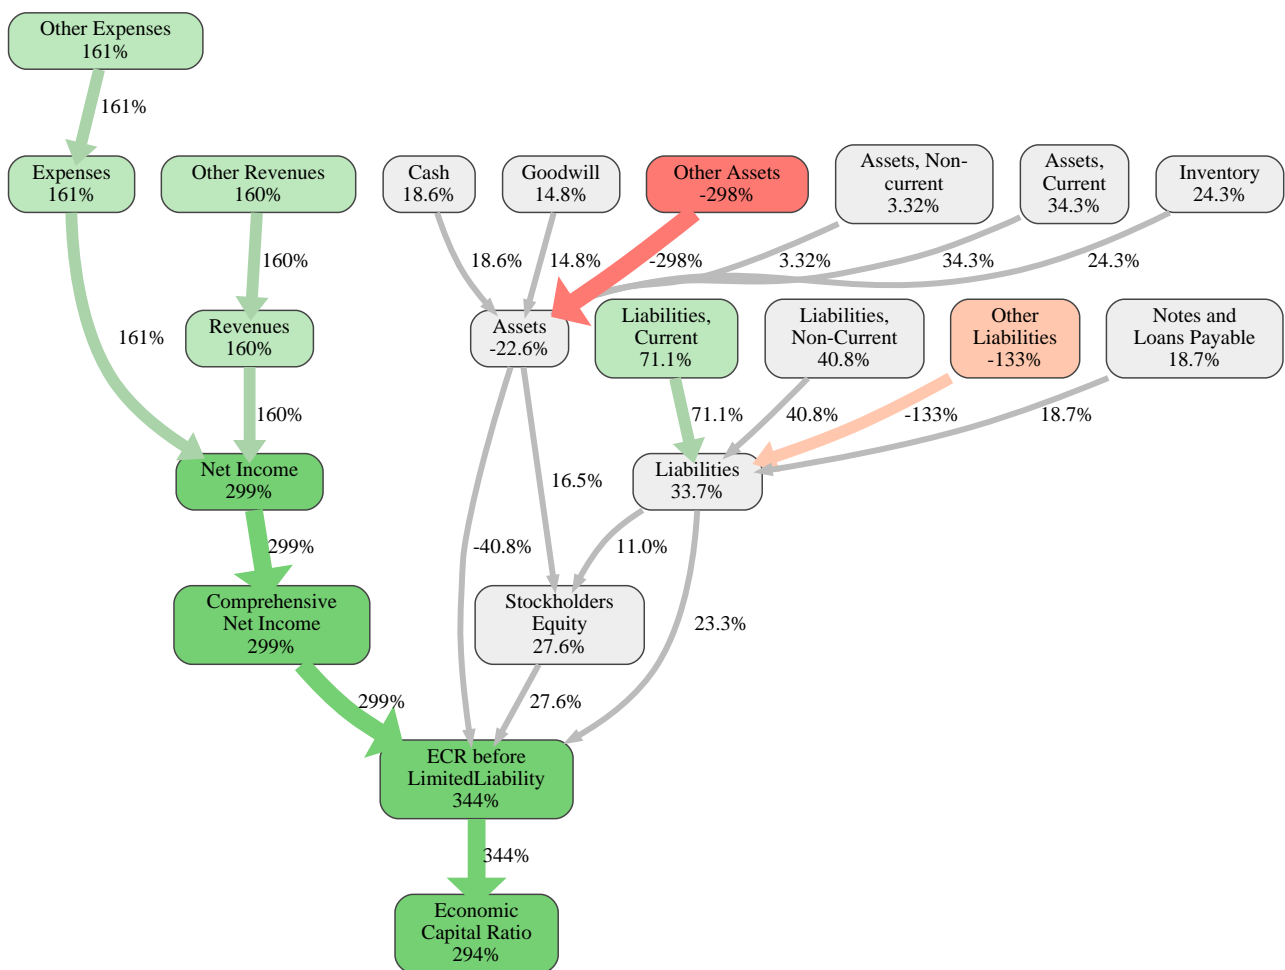 Other Expenses
161%
161%
Expenses
161%
Other Revenues
160%
Cash
18.6%
Goodwill
14.8%
Other Assets
-298%
Assets, Non-
current
3.32%
Assets,
Current
34.3%
Inventory
24.3%
160%
18.6%
14.8%
-298%
3.32%
34.3%
24.3%
161%
Revenues
160%
Assets
-22.6%
Liabilities,
Current
71.1%
Liabilities,
Non-Current
40.8%
Other
Liabilities
-133%
Notes and
Loans Payable
18.7%
160%
71.1%
40.8%
-133%
18.7%
Net Income
299%
16.5%
Liabilities
33.7%
299%
-40.8%
11.0%
Comprehensive
Net Income
299%
Stockholders
Equity
27.6%
23.3%
299%
27.6%
ECR before
LimitedLiability
344%
344%
Economic
Capital Ratio
294%